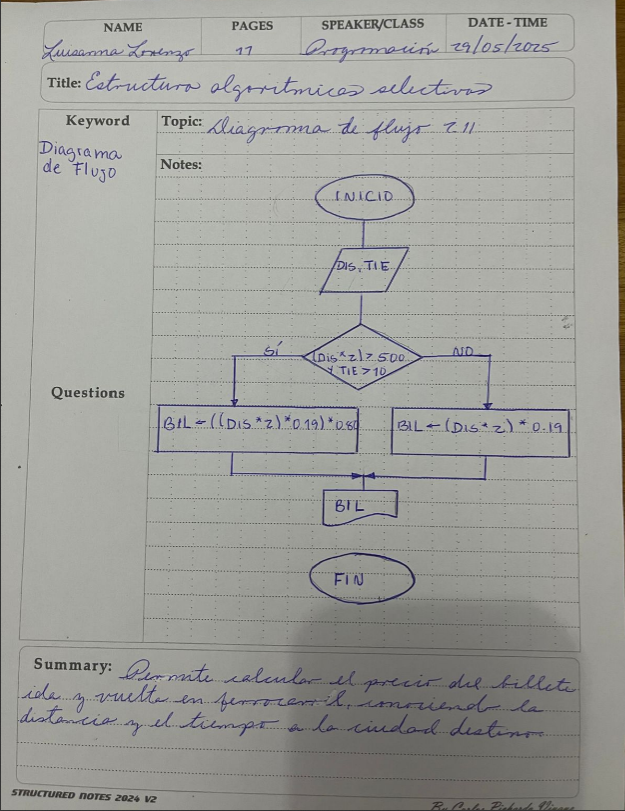 NAME PAGES SPEAKER/CLASS DATE - TIME
Luisanna Lorenzo 11 Programación 29/05/2025
Title: Estructura algoritmicas selectivas
Keyword
Diagrama
de Flujo
Topic: Diagrama de flujo 2.11
Notes:
INICIO
DIS, TIE
SÍ
(Dis*2) > 500
Y TIE > 10
NO
Questions
BIL ← ((DIS*2)*0.19)*0.80
BIL ← (DIS*2) * 0.19
BIL
FIN
Summary: Permite calcular el precio del billete
ida y vuelta en ferrocarril, conociendo la
distancia y el tiempo a la ciudad destino.
STRUCTURED NOTES 2024 V2
By Carlos Pichardo